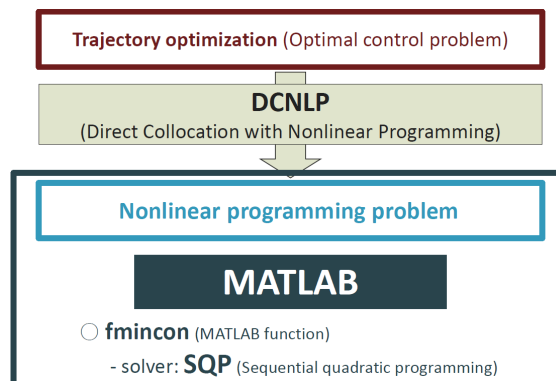 Trajectory optimization (Optimal control problem)
DCNLP
(Direct Collocation with Nonlinear Programming)
Nonlinear programming problem
MATLAB
○ fmincon (MATLAB function)
- solver: SQP (Sequential quadratic programming)